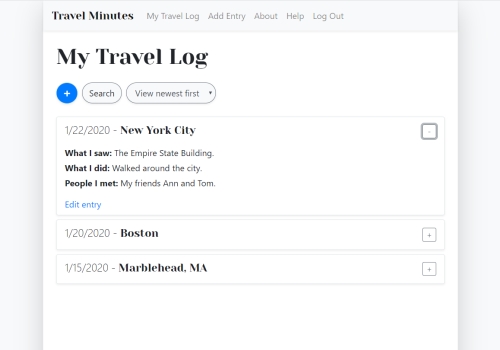 Travel Minutes My Travel Log Add Entry About Help Log Out
My Travel Log
+ Search View newest first
1/22/2020 - New York City -
What I saw: The Empire State Building.
What I did: Walked around the city.
People I met: My friends Ann and Tom.
Edit entry
1/20/2020 - Boston +
1/15/2020 - Marblehead, MA +